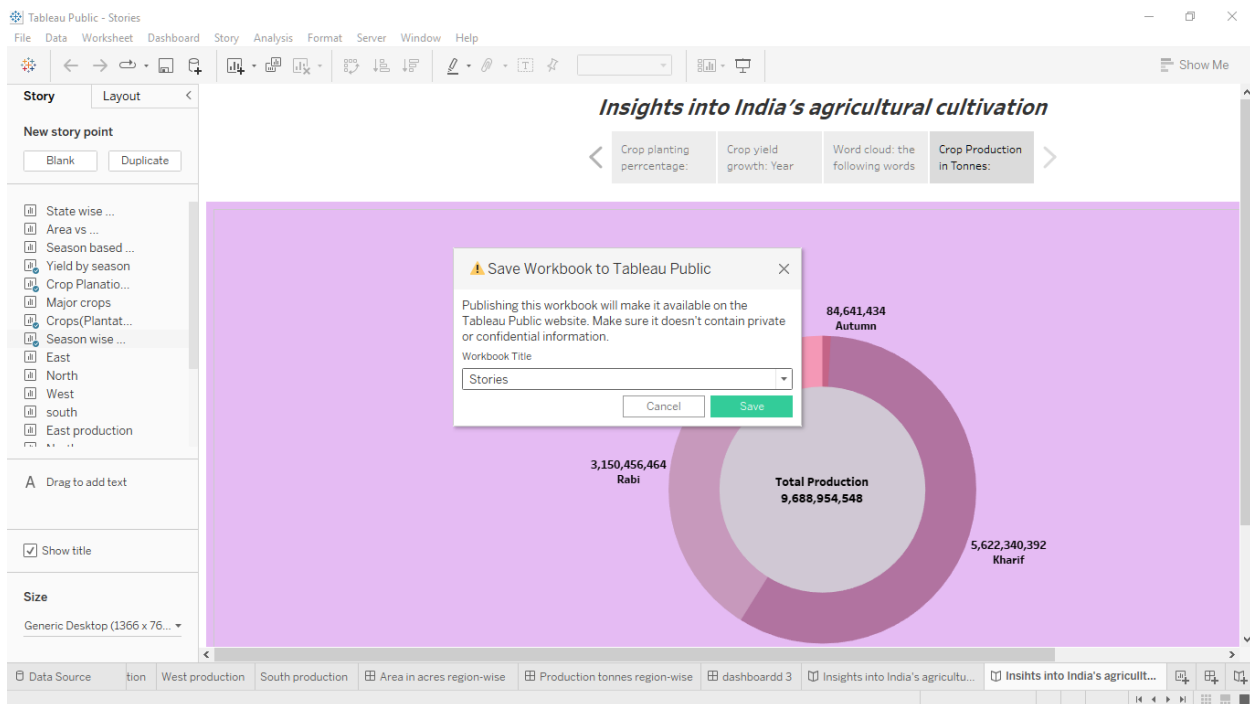 Tableau Public - Stories
File Data Worksheet Dashboard Story Analysis Format Server Window Help
Show Me
Story Layout
New story point
Blank Duplicate
State wise ...
Area vs ...
Season based ...
Yield by season
Crop Planatio...
Major crops
Crops(Plantat...
Season wise ...
East
North
West
south
East production
A Drag to add text
Show title
Size
Generic Desktop (1366 x 76...
Insights into India's agricultural cultivation
Crop planting
perrcentage:
Crop yield
growth: Year
Word cloud: the
following words
Crop Production
in Tonnes:
Save Workbook to Tableau Public
Publishing this workbook will make it available on the
Tableau Public website. Make sure it doesn't contain private
or confidential information.
Workbook Title
Stories
Cancel Save
84,641,434
Autumn
3,150,456,464
Rabi
Total Production
9,688,954,548
5,622,340,392
Kharif
Data Source tion West production South production Area in acres region-wise Production tonnes region-wise dashboardd 3 Insights into India's agricultu... Insihts into India's agricullt...